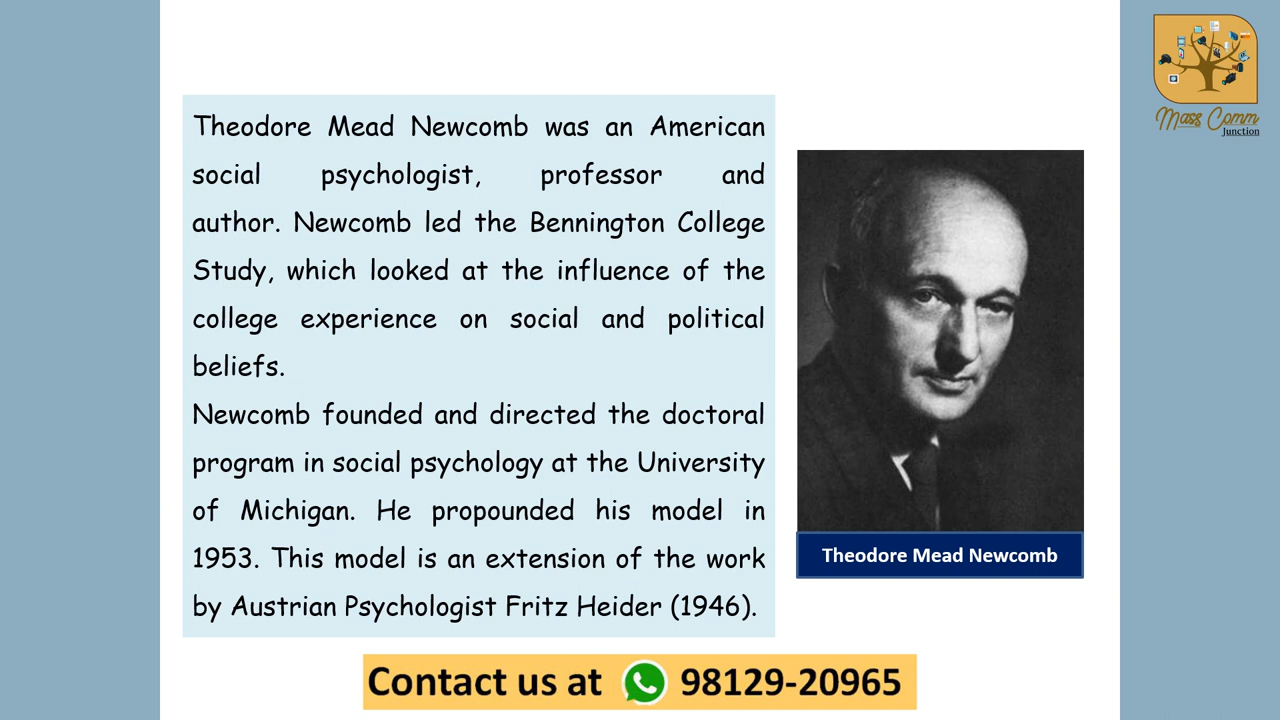 Theodore Mead Newcomb was an American
social psychologist, professor and
author. Newcomb led the Bennington College
Study, which looked at the influence of the
college experience on social and political
beliefs.
Newcomb founded and directed the doctoral
program in social psychology at the University
of Michigan. He propounded his model in
1953. This model is an extension of the work
by Austrian Psychologist Fritz Heider (1946).
Theodore Mead Newcomb
Mass Comm
Junction
Contact us at 98129-20965